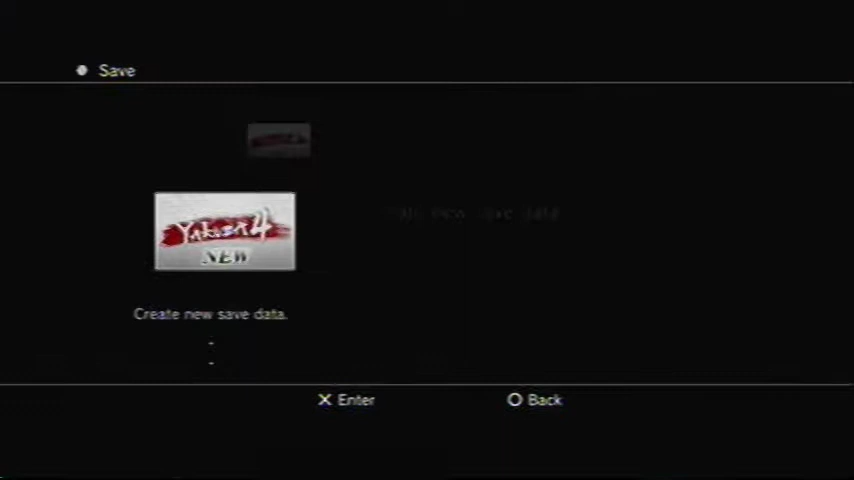 Save
YAKUZA 4
NEW
Create new save data.
-
-
X Enter
O Back